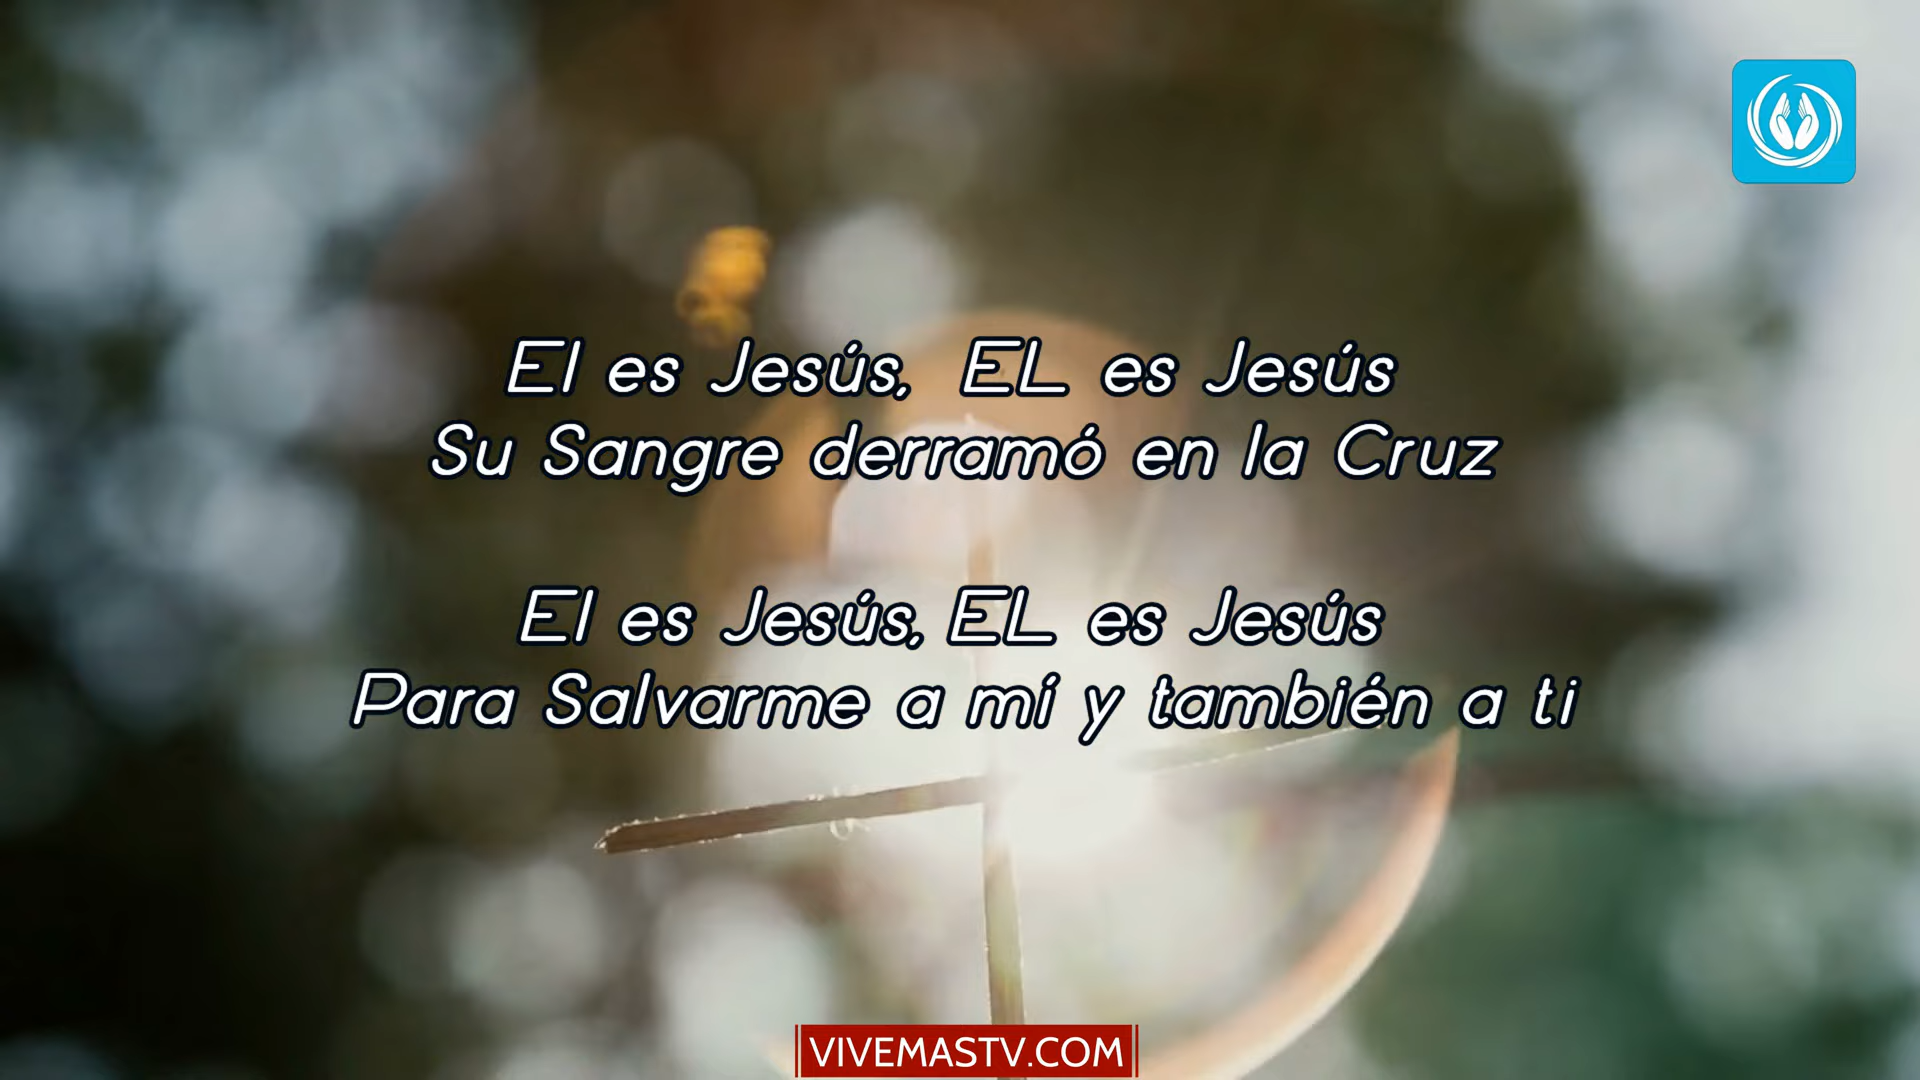 El es Jesús, EL es Jesús
Su Sangre derramó en la Cruz
El es Jesús, EL es Jesús
Para Salvarme a mí y también a ti
VIVEMASTV.COM